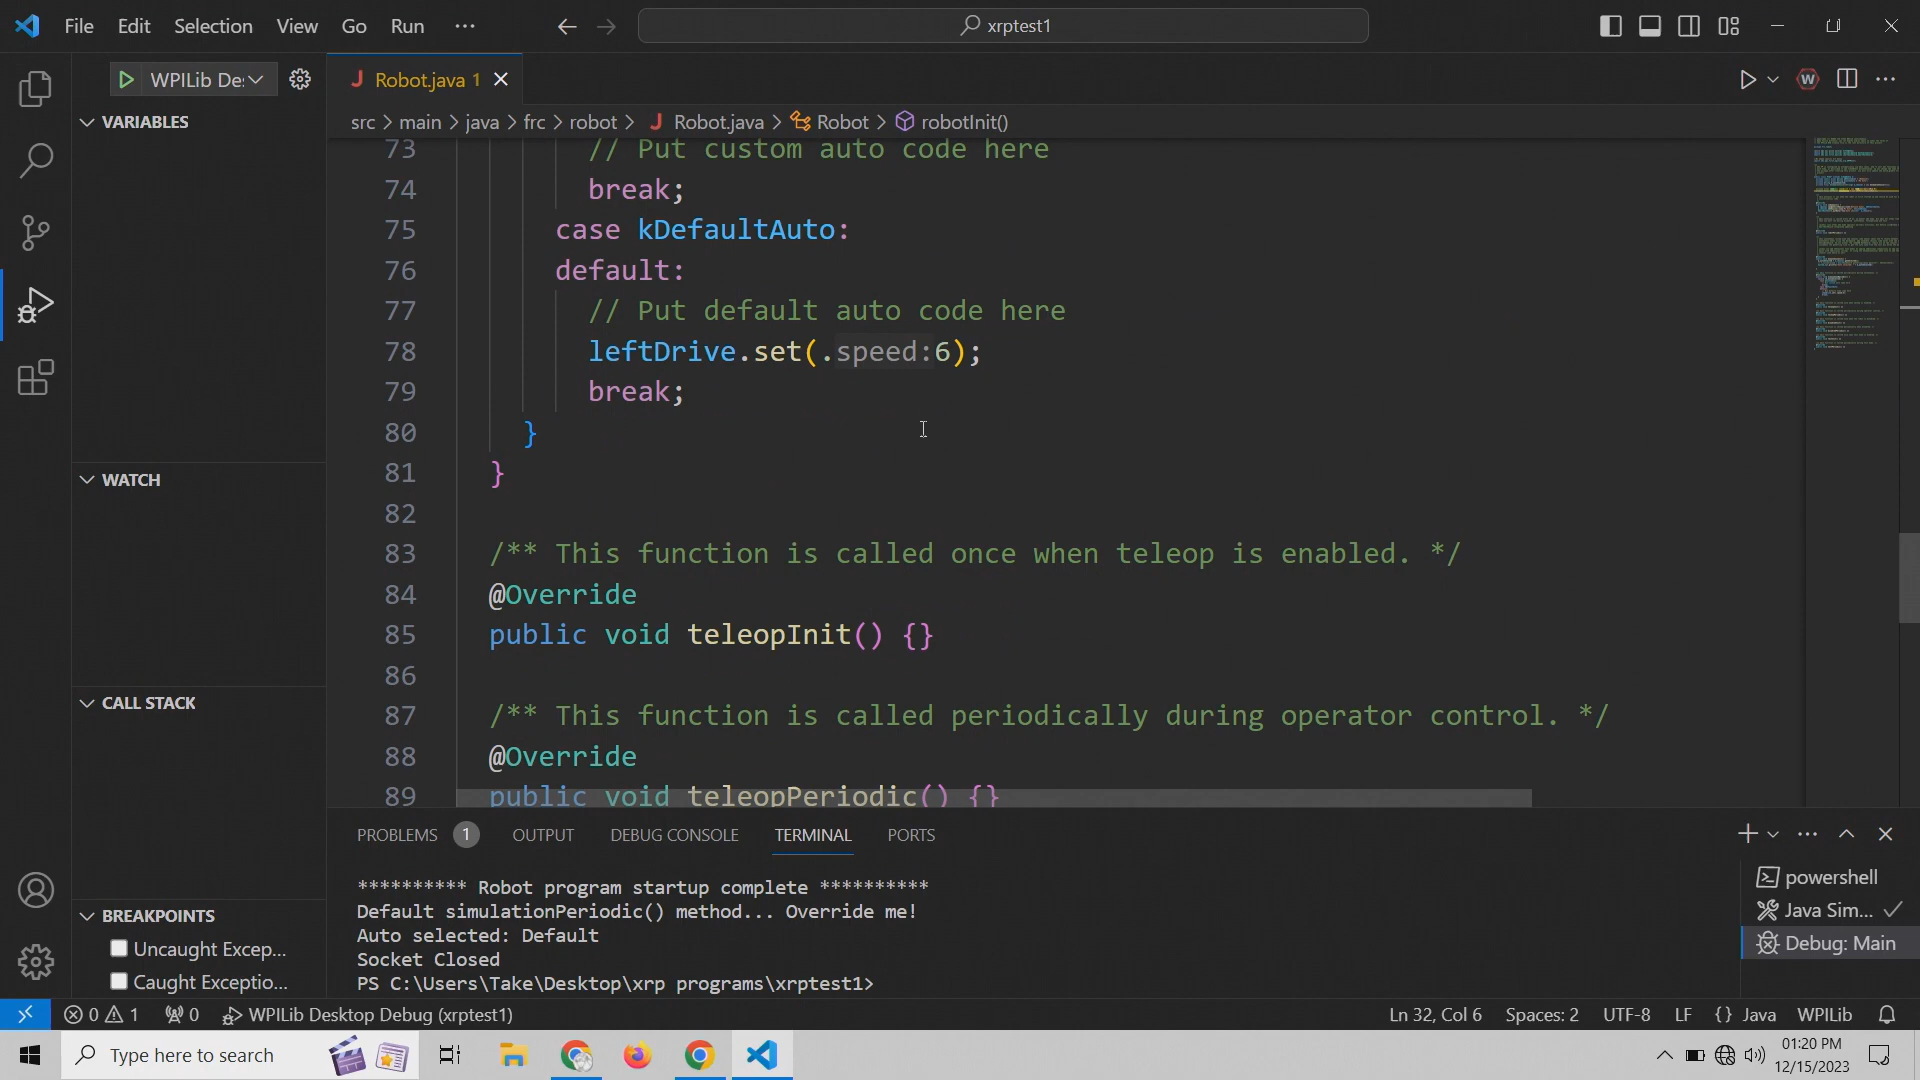 File Edit Selection View Go Run ···
xrptest1
WPILib De:
Robot.java 1
src > main > java > frc > robot > J Robot.java > Robot > robotInit()
VARIABLES
WATCH
CALL STACK
BREAKPOINTS
Uncaught Excep...
Caught Exceptio...
73 // Put custom auto code here
74 break;
75 case kDefaultAuto:
76 default:
77 // Put default auto code here
78 leftDrive.set(.speed:6);
79 break;
80 }
81 }
82
83 /** This function is called once when teleop is enabled. */
84 @Override
85 public void teleopInit() {}
86
87 /** This function is called periodically during operator control. */
88 @Override
89 public void teleopPeriodic() {}
PROBLEMS 1 OUTPUT DEBUG CONSOLE TERMINAL PORTS
********** Robot program startup complete **********
Default simulationPeriodic() method... Override me!
Auto selected: Default
Socket Closed
PS C:\Users\Take\Desktop\xrp programs\xrptest1>
powershell
Java Sim...
Debug: Main
0 1 0 WPILib Desktop Debug (xrptest1) Ln 32, Col 6 Spaces: 2 UTF-8 LF {} Java WPILib
Type here to search
01:20 PM
12/15/2023